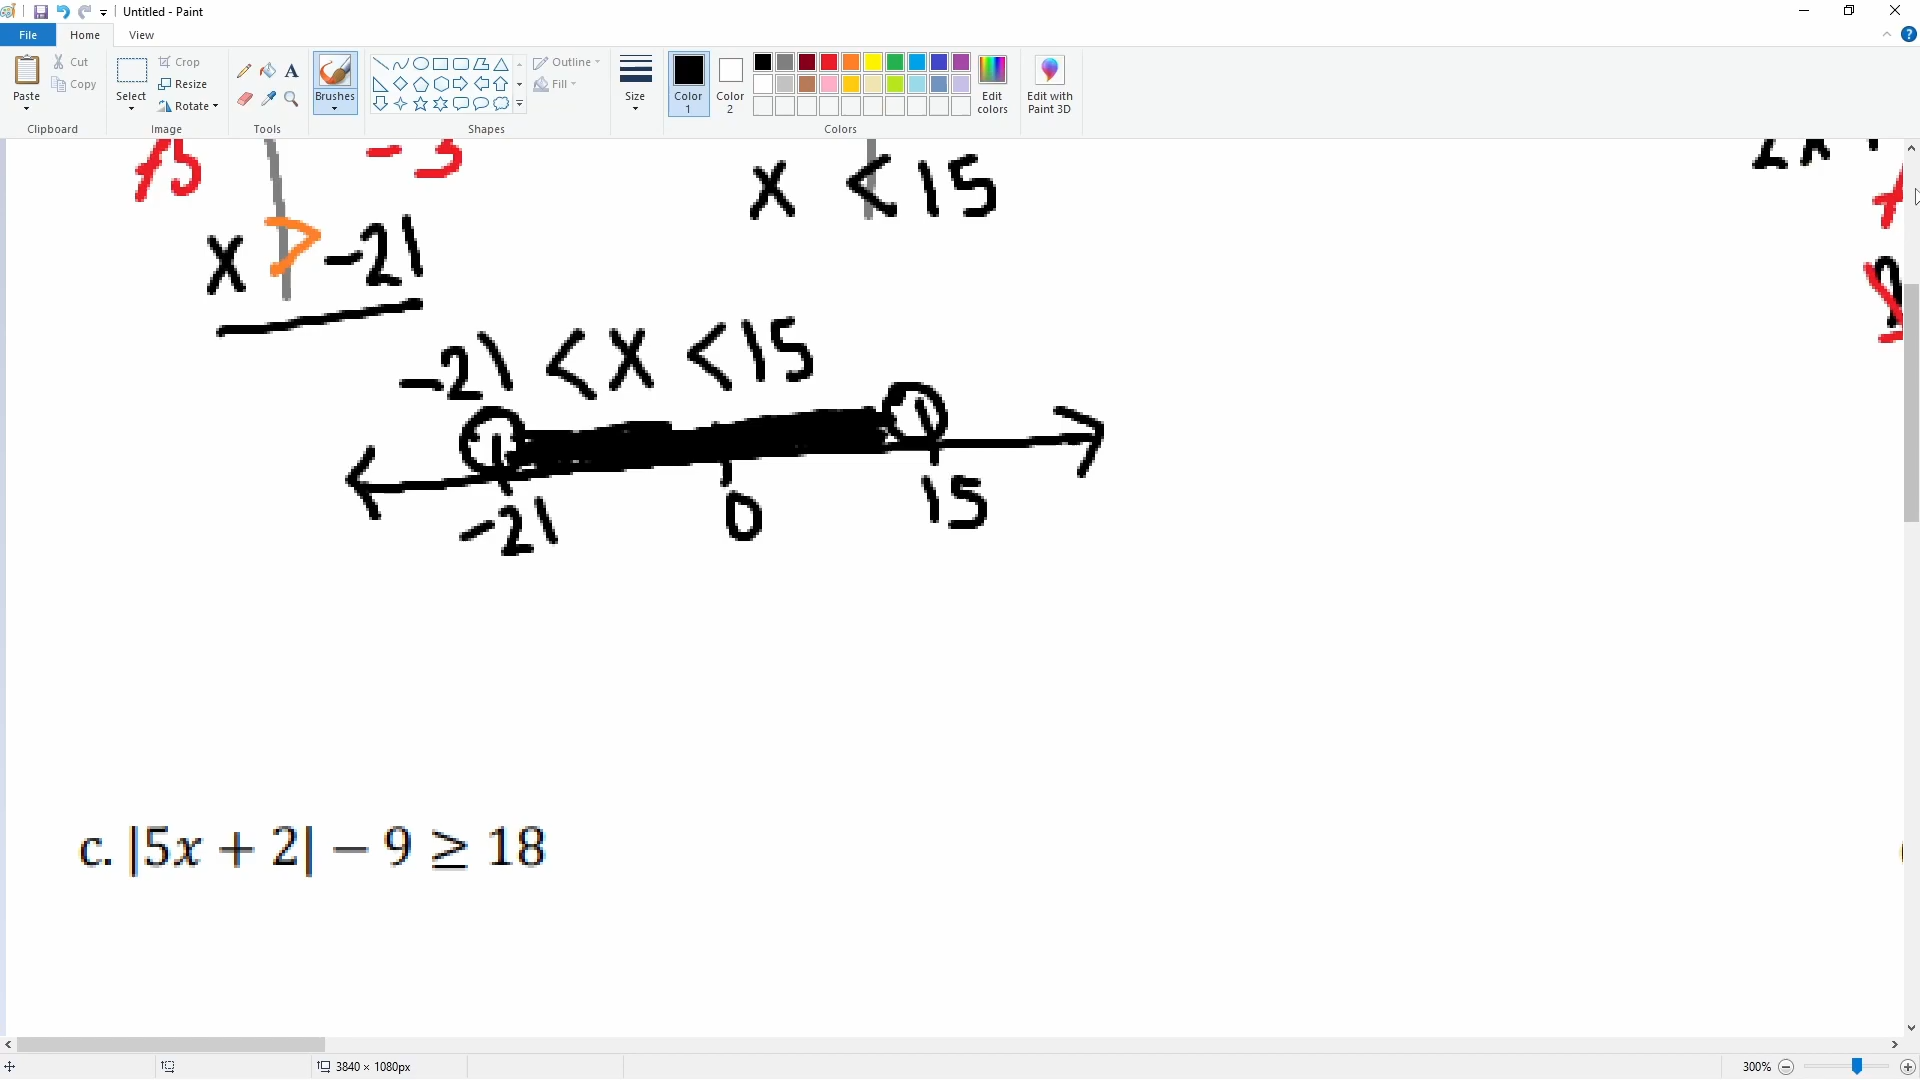 Untitled - Paint
File Home View
Paste
Cut
Copy
Clipboard
Select
Crop
Resize
Rotate
Image
Tools
Brushes
Shapes
Outline
Fill
Size
Color 1
Color 2
Colors
Edit colors
Edit with Paint 3D
15 - 3
x < 15
2x +
x > -21
-21 < x < 15
-21 0 15
c. |5x + 2| − 9 ≥ 18
3840 × 1080px
300%